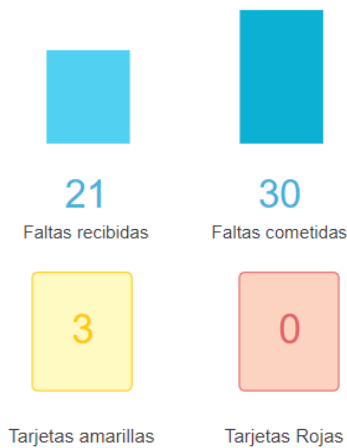 21
30
Faltas recibidas
Faltas cometidas
3
0
Tarjetas amarillas
Tarjetas Rojas